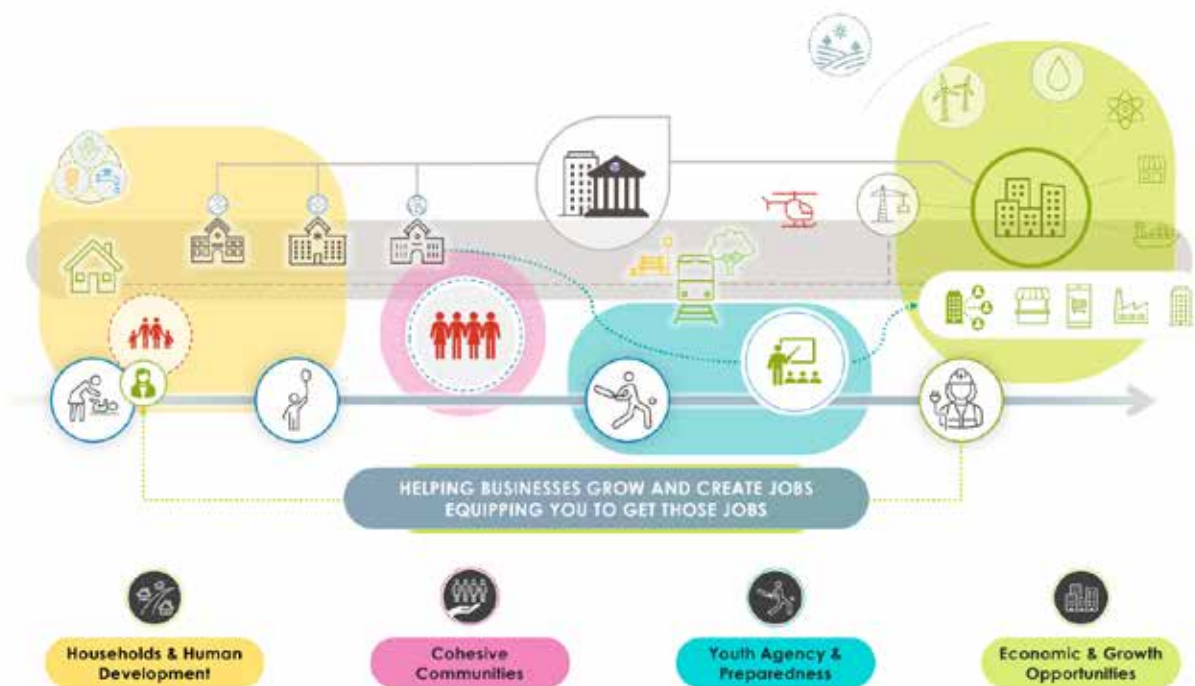 HELPING BUSINESSES GROW AND CREATE JOBS
EQUIPPING YOU TO GET THOSE JOBS
Households & Human
Development
Cohesive
Communities
Youth Agency &
Preparedness
Economic & Growth
Opportunities